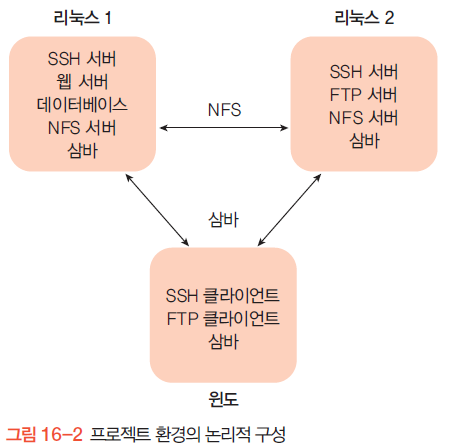 리눅스 1
리눅스 2
SSH 서버
웹 서버
데이터베이스
NFS 서버
삼바
NFS
SSH 서버
FTP 서버
NFS 서버
삼바
삼바
SSH 클라이언트
FTP 클라이언트
삼바
윈도
그림 16-2 프로젝트 환경의 논리적 구성